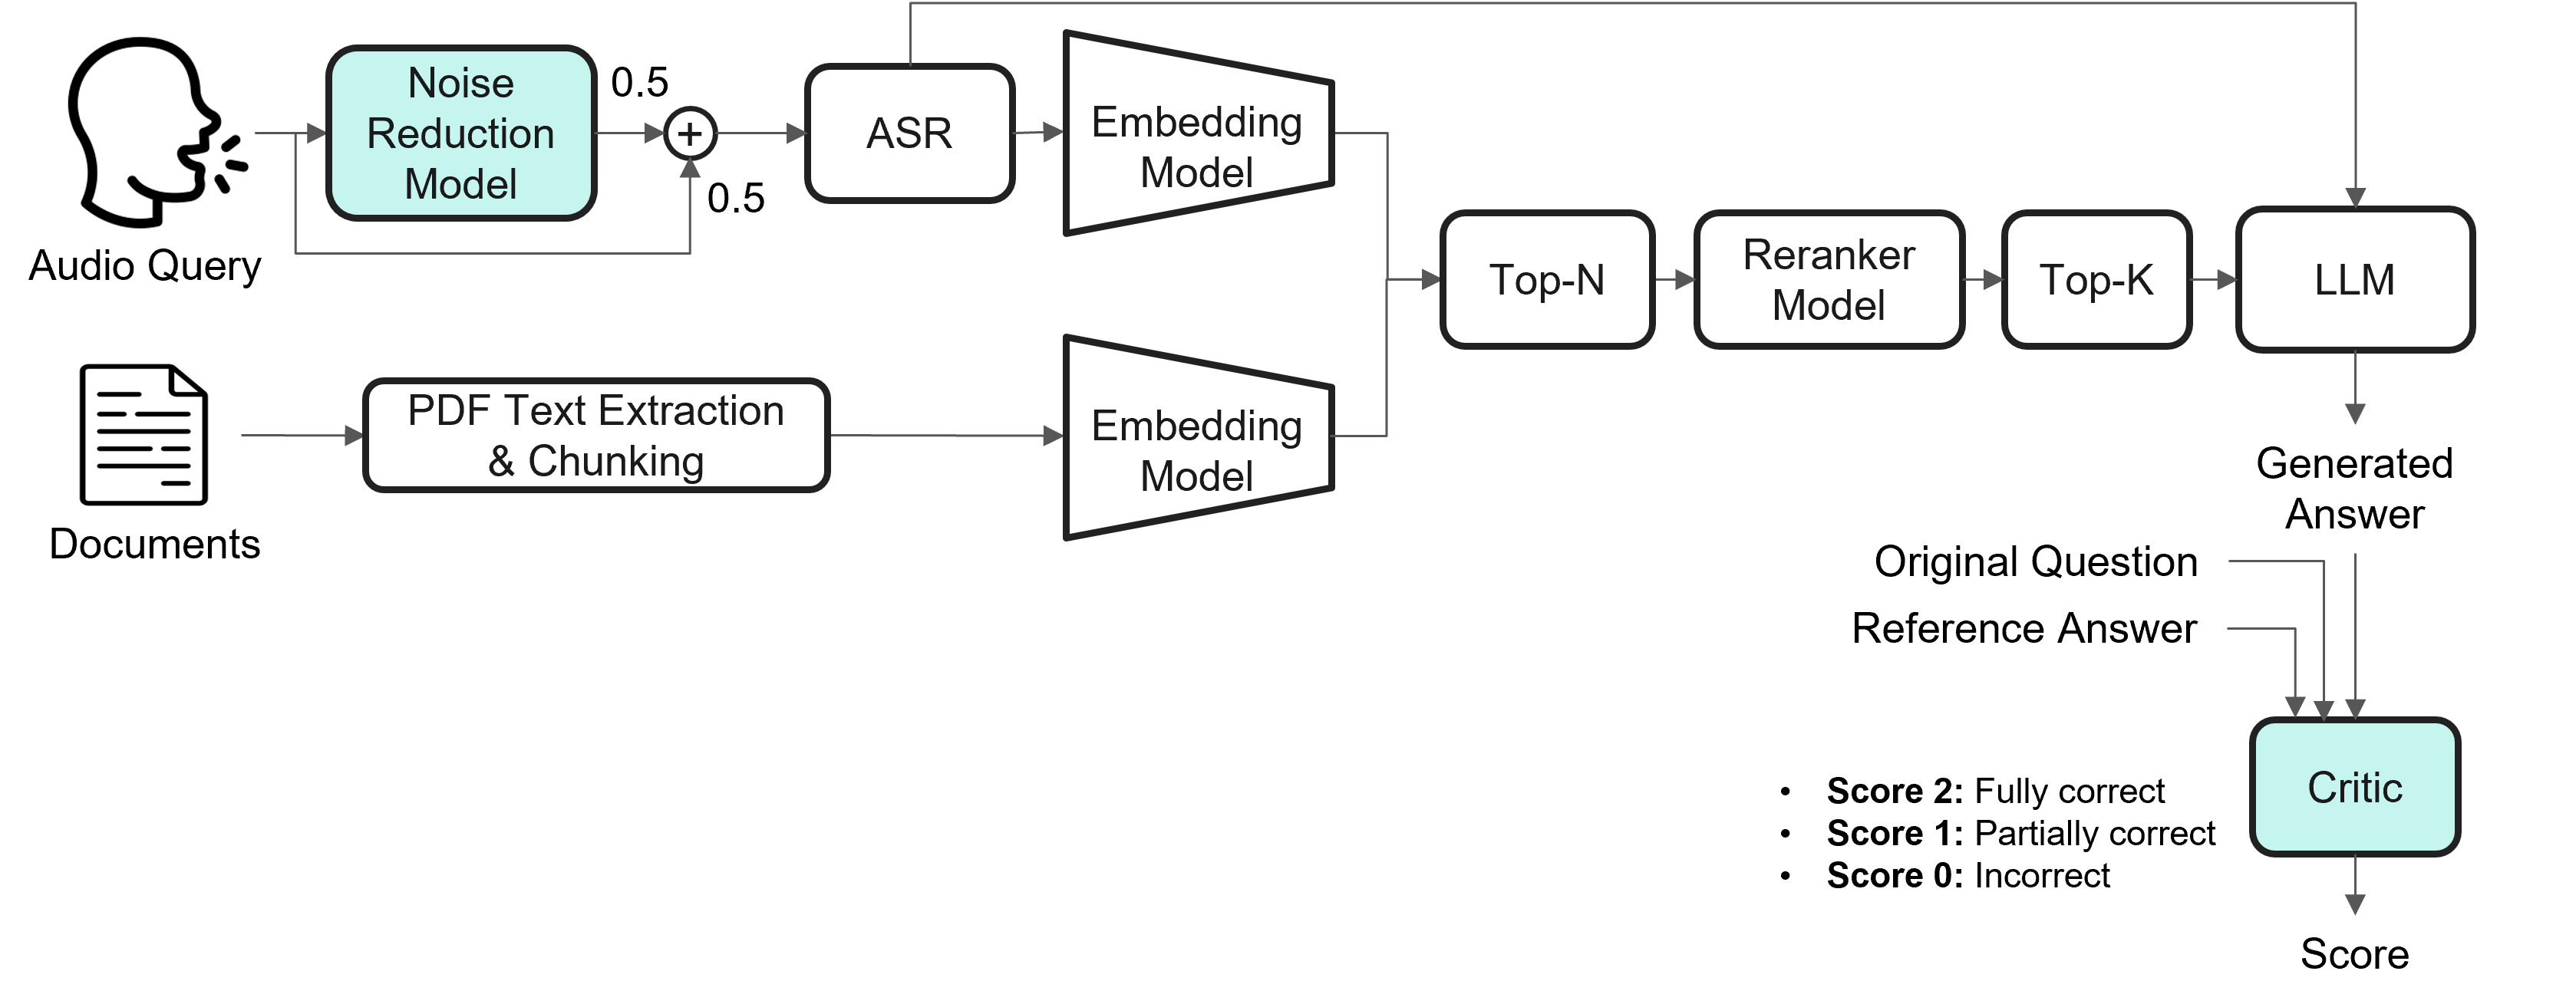 Noise
Reduction
Model
0.5
+
0.5
ASR
Embedding
Model
Audio Query
Top-N
Reranker
Model
Top-K
LLM
PDF Text Extraction
& Chunking
Embedding
Model
Documents
Generated
Answer
Original Question
Reference Answer
Critic
• Score 2: Fully correct
• Score 1: Partially correct
• Score 0: Incorrect
Score